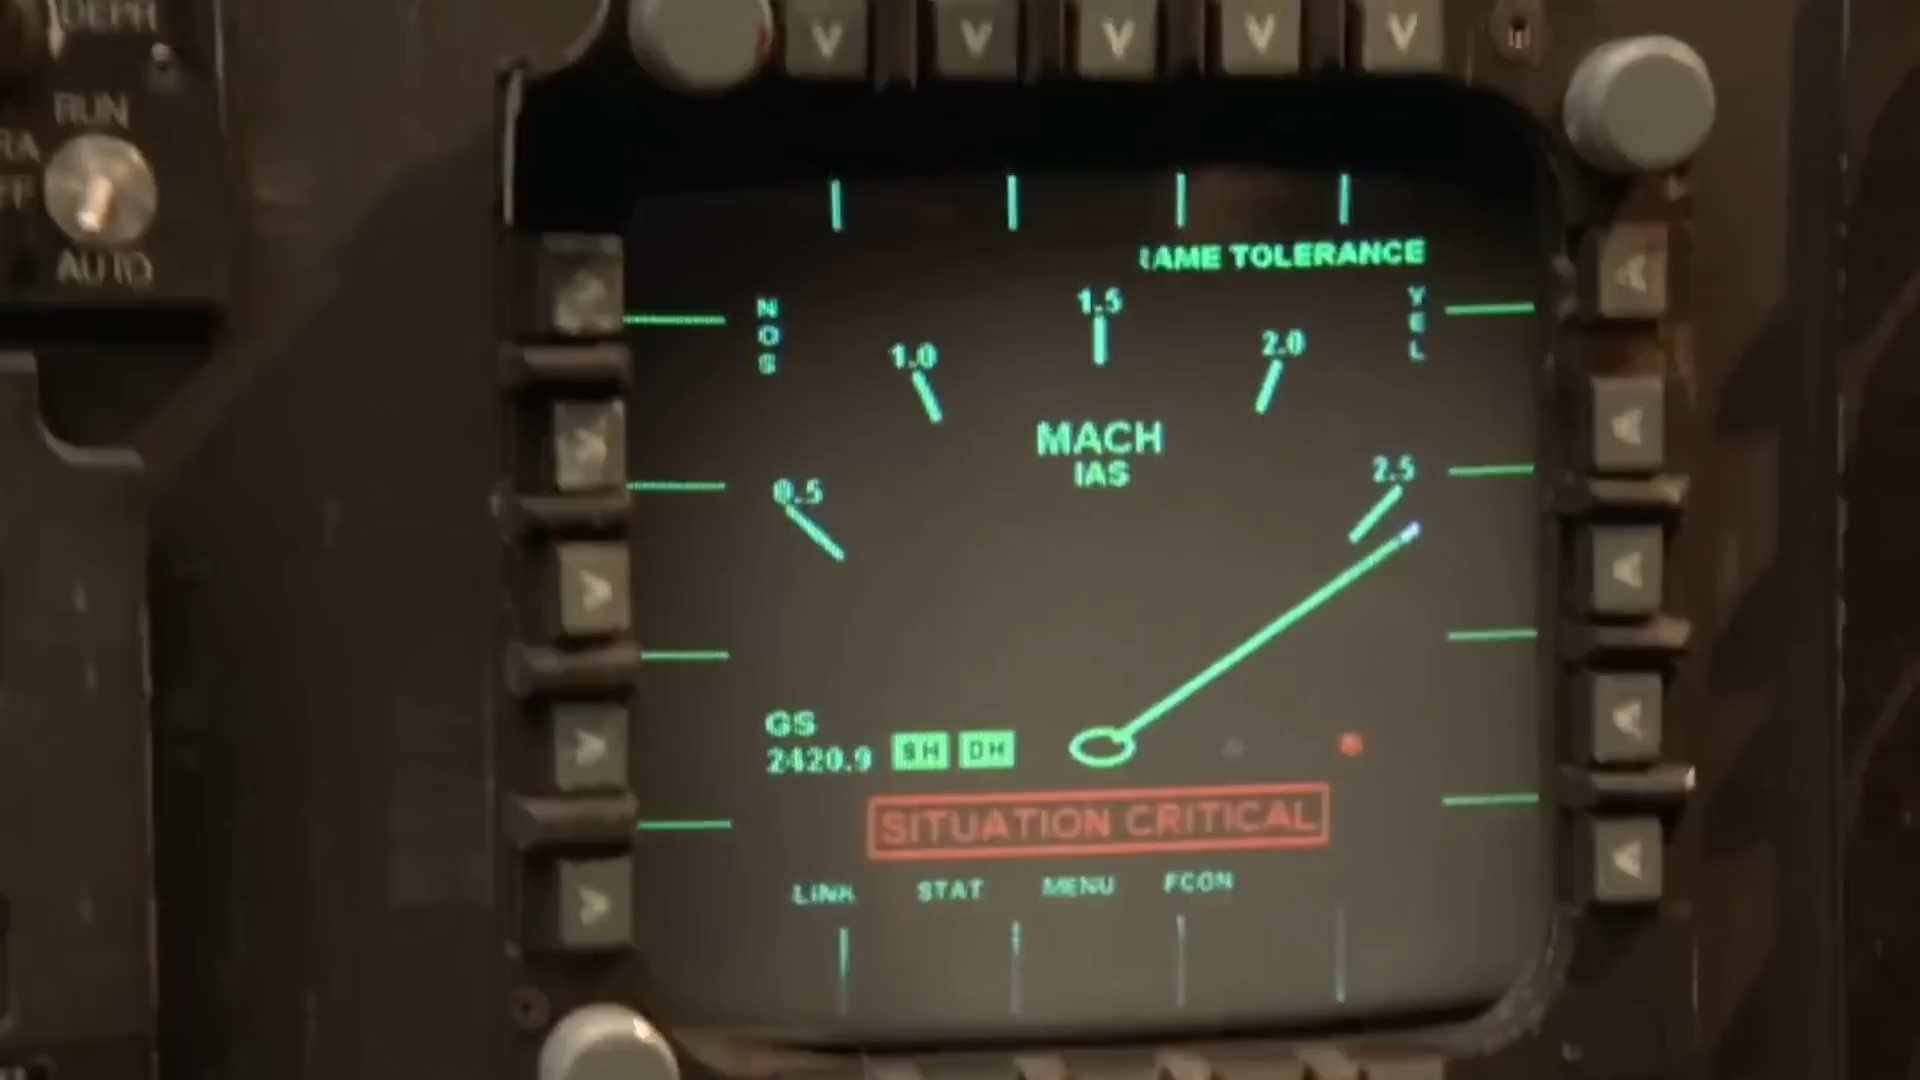 DEPR
RUN
AUTO
V V V V V
AME TOLERANCE
NOS
YEL
0.5
1.0
1.5
2.0
2.5
MACH
IAS
GS
2420.9
SH DH
SITUATION CRITICAL
LINK STAT MENU FCON